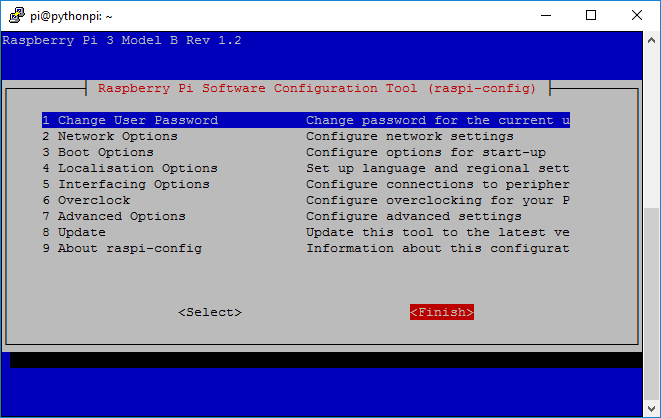 pi@pythonpi: ~
Raspberry Pi 3 Model B Rev 1.2
Raspberry Pi Software Configuration Tool (raspi-config)
1 Change User Password Change password for the current u
2 Network Options Configure network settings
3 Boot Options Configure options for start-up
4 Localisation Options Set up language and regional sett
5 Interfacing Options Configure connections to peripher
6 Overclock Configure overclocking for your P
7 Advanced Options Configure advanced settings
8 Update Update this tool to the latest ve
9 About raspi-config Information about this configurat
<Select> <Finish>